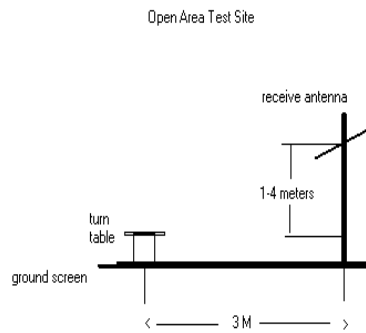 Open Area Test Site
receive antenna
1-4 meters
turn
table
ground screen
3 M